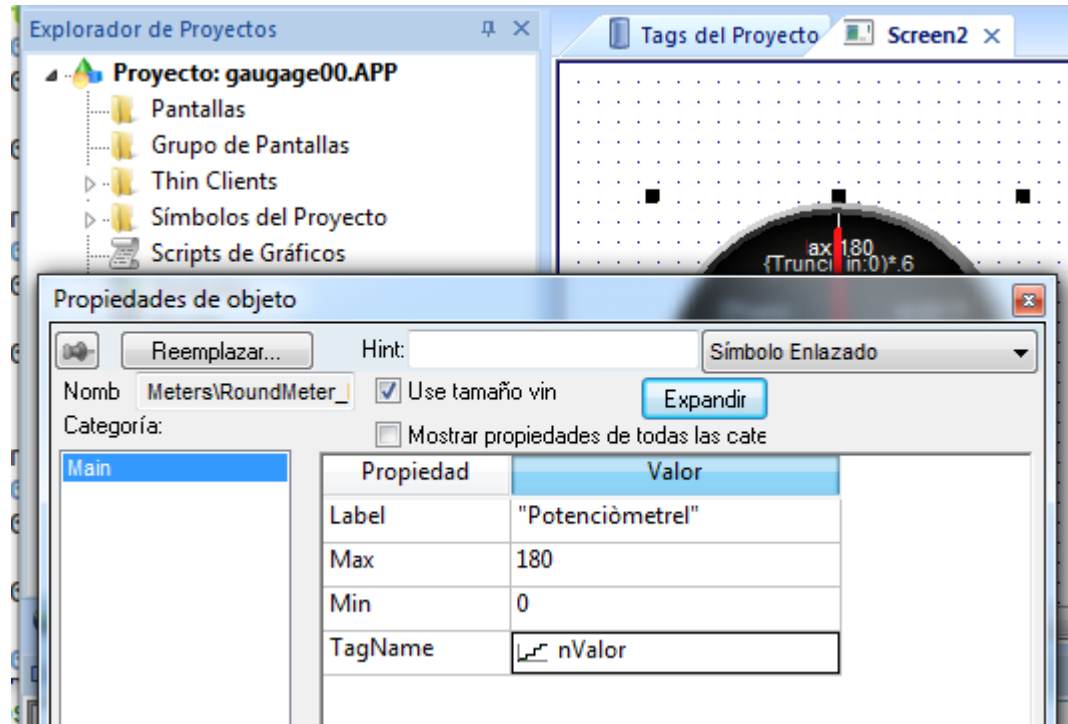 Explorador de Proyectos
Tags del Proyecto
Screen2
Proyecto: gaugage00.APP
Pantallas
Grupo de Pantallas
Thin Clients
Símbolos del Proyecto
Scripts de Gráficos
ax:180
{Trunc( in:0)*.6
Propiedades de objeto
Reemplazar...
Hint:
Símbolo Enlazado
Nomb
Meters\RoundMeter_
Use tamaño vin
Expandir
Categoría:
Mostrar propiedades de todas las cate
Main
Propiedad
Valor
Label
"Potenciòmetrel"
Max
180
Min
0
TagName
nValor